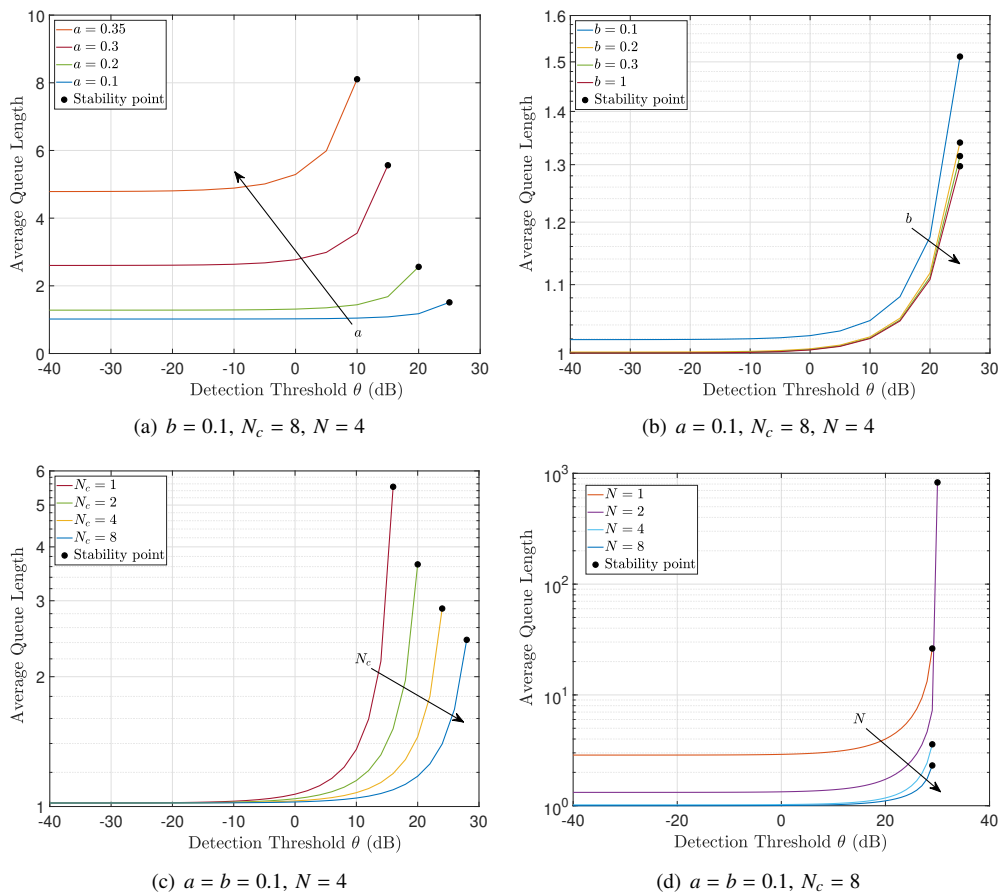 10
8
6
4
2
0
Average Queue Length
a = 0.35
a = 0.3
a = 0.2
a = 0.1
Stability point
a
-40 -30 -20 -10 0 10 20 30
Detection Threshold θ (dB)
(a) b = 0.1, N_c = 8, N = 4
1.6
1.5
1.4
1.3
1.2
1.1
1
Average Queue Length
b = 0.1
b = 0.2
b = 0.3
b = 1
Stability point
b
-40 -30 -20 -10 0 10 20 30
Detection Threshold θ (dB)
(b) a = 0.1, N_c = 8, N = 4
6
5
4
3
2
1
Average Queue Length
N_c = 1
N_c = 2
N_c = 4
N_c = 8
Stability point
N_c
-40 -30 -20 -10 0 10 20 30
Detection Threshold θ (dB)
(c) a = b = 0.1, N = 4
10^3
10^2
10^1
10^0
Average Queue Length
N = 1
N = 2
N = 4
N = 8
Stability point
N
-40 -20 0 20 40
Detection Threshold θ (dB)
(d) a = b = 0.1, N_c = 8